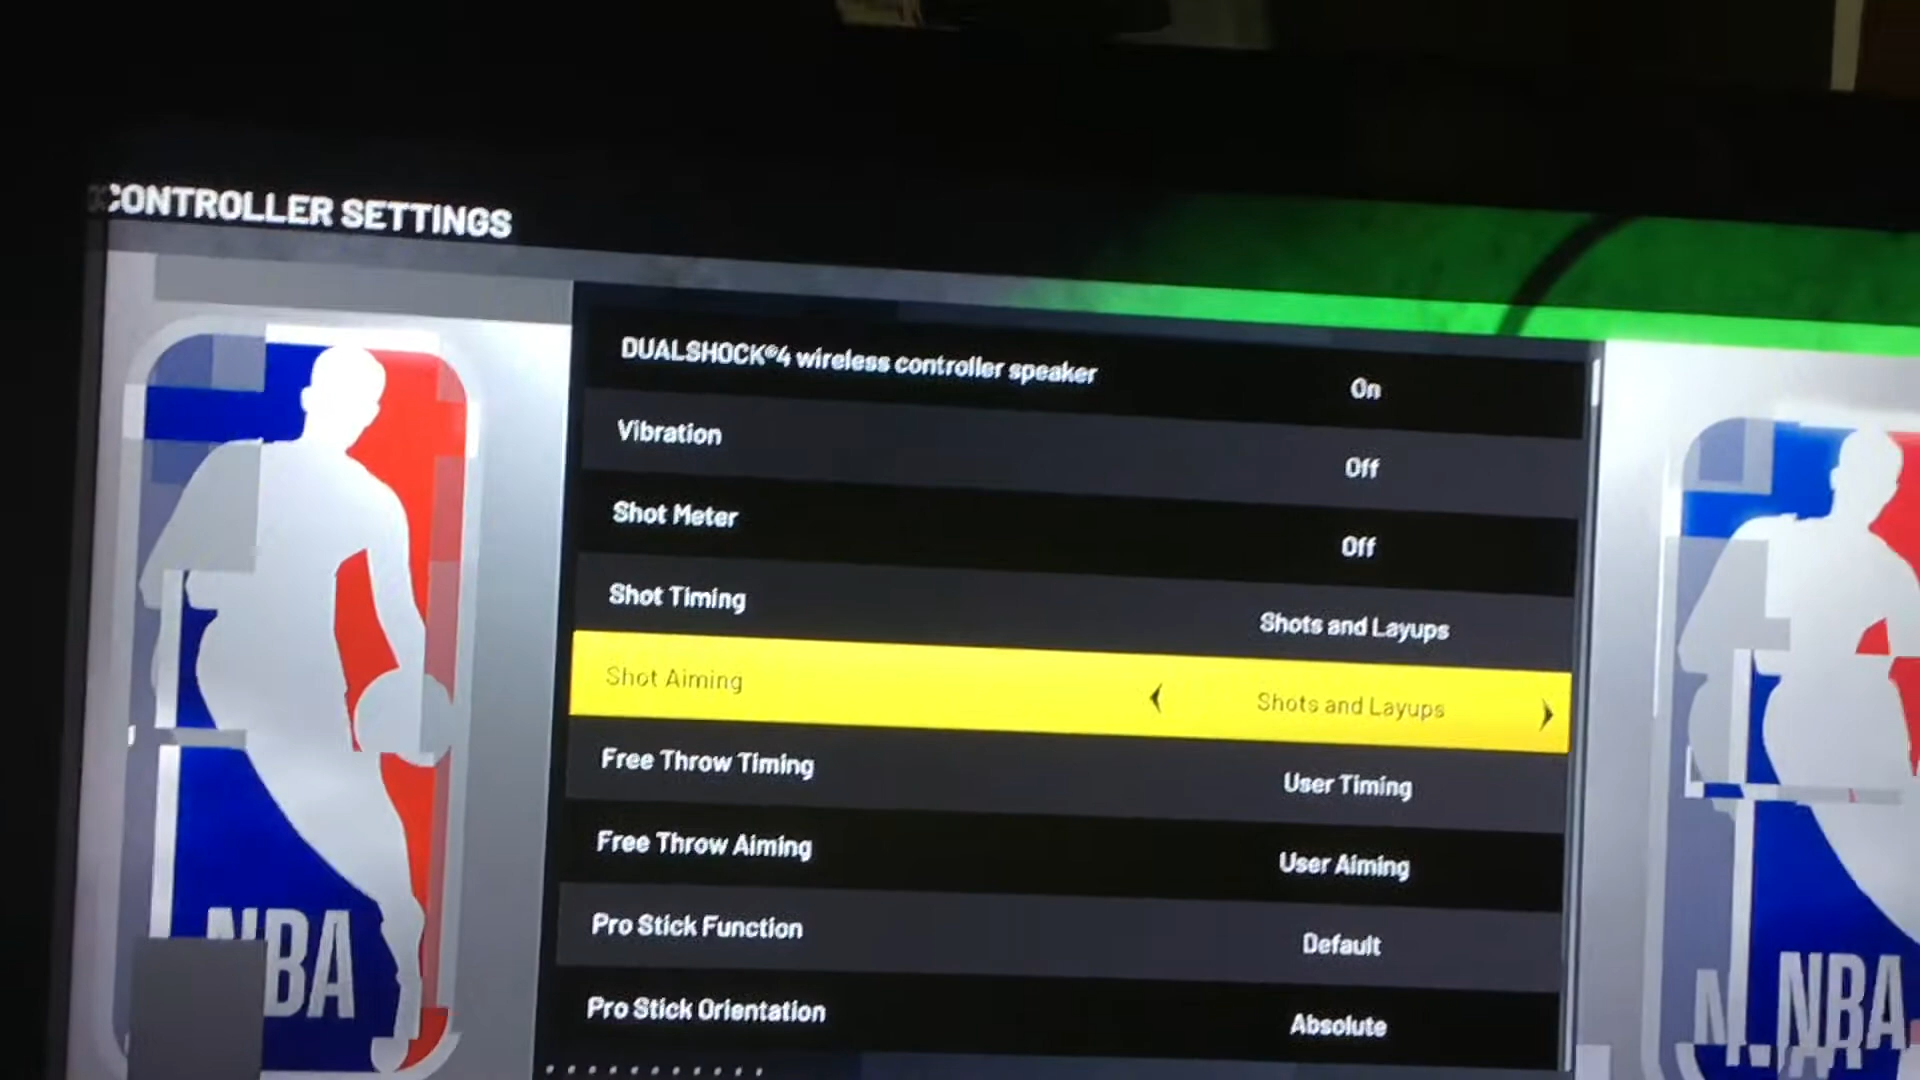 CONTROLLER SETTINGS
DUALSHOCK®4 wireless controller speaker On
Vibration Off
Shot Meter Off
Shot Timing Shots and Layups
Shot Aiming Shots and Layups
Free Throw Timing User Timing
Free Throw Aiming User Aiming
Pro Stick Function Default
Pro Stick Orientation Absolute
NBA
NBA